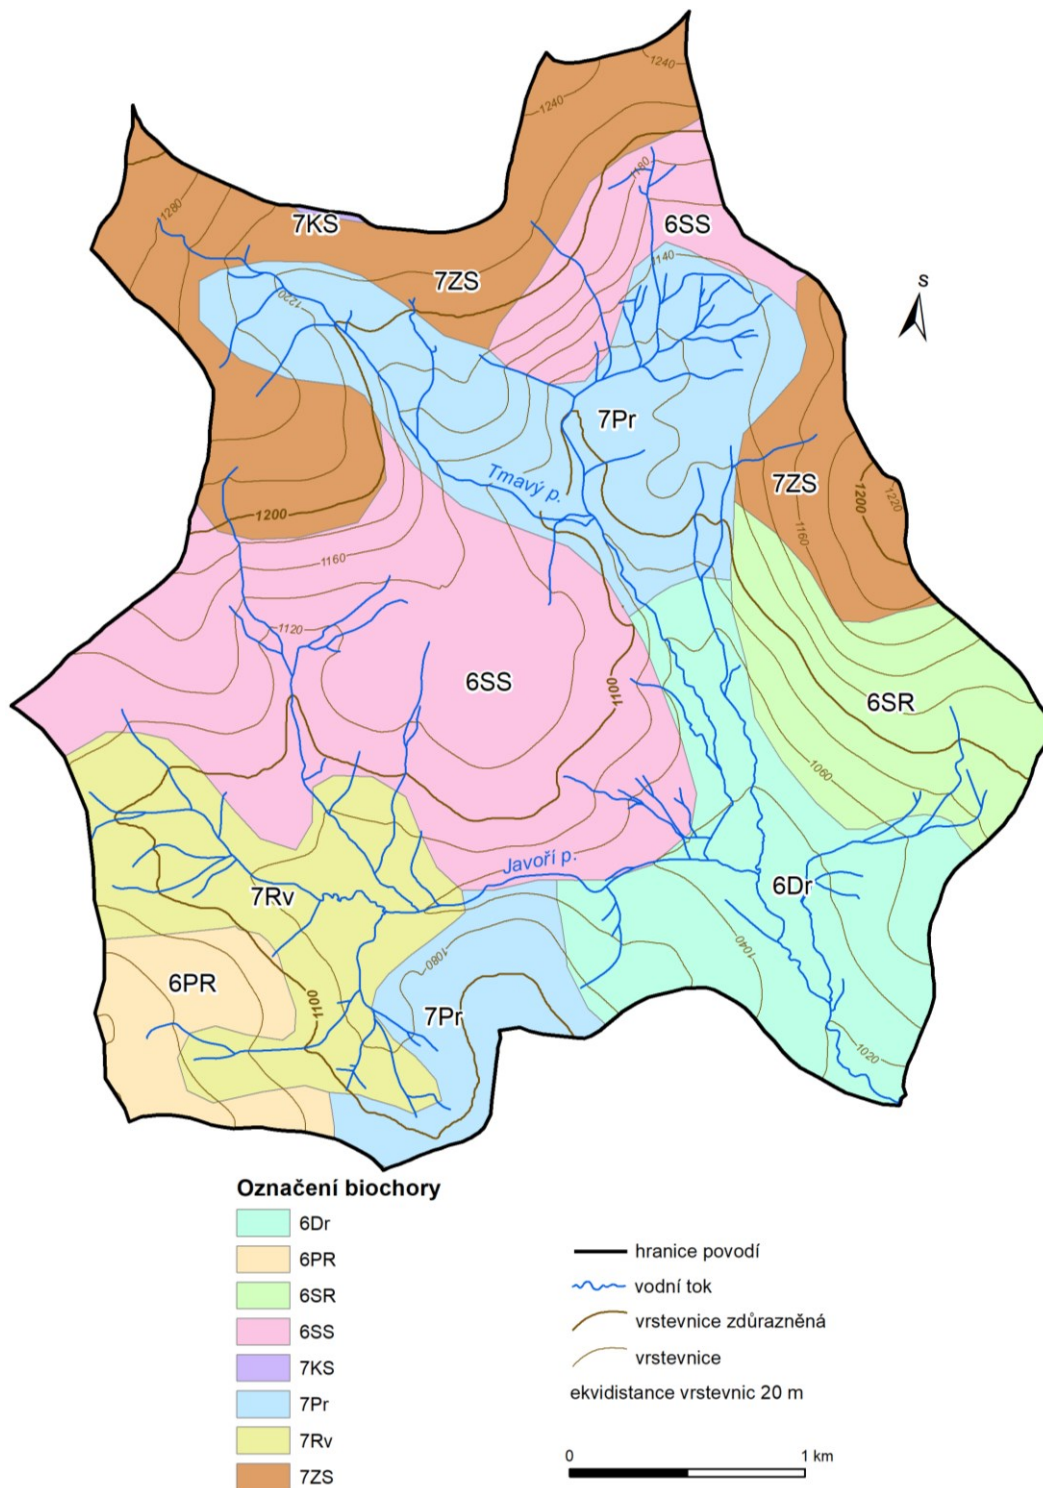 1240
1240
1180
1280
7KS
6SS
7ZS
1140
S
1220
7Pr
Tmavý p.
7ZS
1200
1220
1200
1160
1160
1120
6SS
1100
6SR
1060
Javoří p.
6Dr
7Rv
1040
1080
6PR
1100
7Pr
1020
Označení biochory
6Dr
6PR
6SR
6SS
7KS
7Pr
7Rv
7ZS
hranice povodí
vodní tok
vrstevnice zdůrazněná
vrstevnice
ekvidistance vrstevnic 20 m
0 1 km